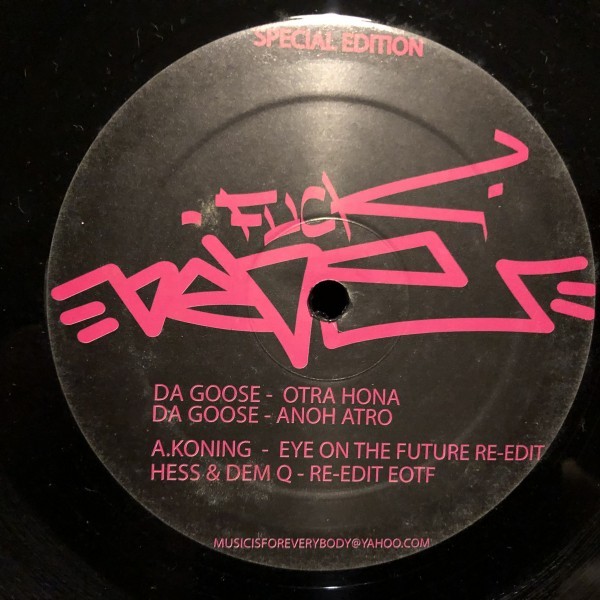 SPECIAL EDITION
FUCK
DA GOOSE - OTRA HONA
DA GOOSE - ANOH ATRO
A.KONING - EYE ON THE FUTURE RE-EDIT
HESS & DEM Q - RE-EDIT EOTF
MUSICISFOREVERYBODY@YAHOO.COM